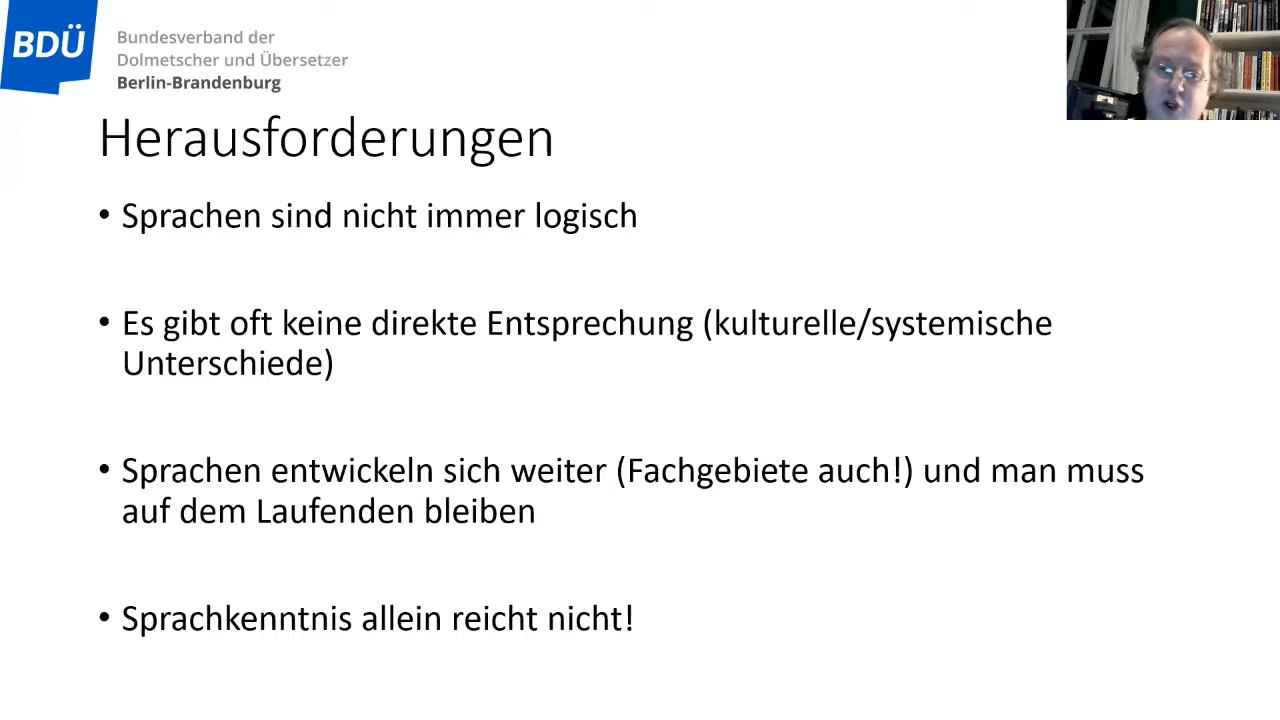 BDÜ
Bundesverband der
Dolmetscher und Übersetzer
Berlin-Brandenburg
Herausforderungen
• Sprachen sind nicht immer logisch
• Es gibt oft keine direkte Entsprechung (kulturelle/systemische
Unterschiede)
• Sprachen entwickeln sich weiter (Fachgebiete auch!) und man muss
auf dem Laufenden bleiben
• Sprachkenntnis allein reicht nicht!